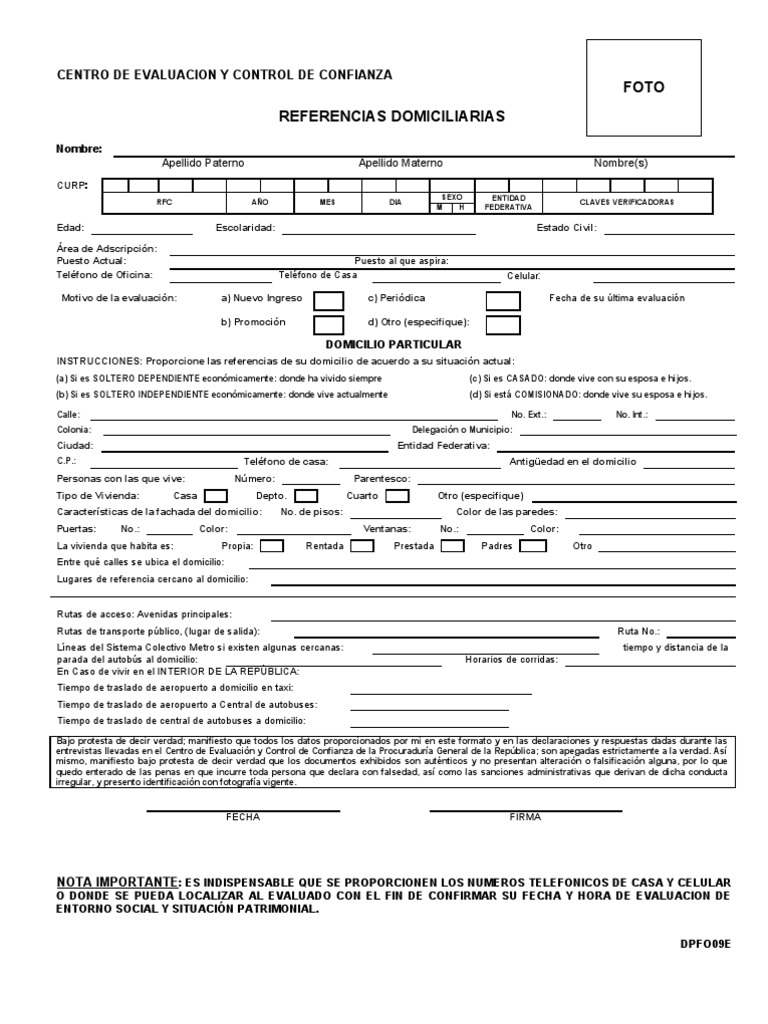 CENTRO DE EVALUACION Y CONTROL DE CONFIANZA
FOTO
REFERENCIAS DOMICILIARIAS
Nombre:
Apellido Paterno Apellido Materno Nombre(s)
CURP:
RFC AÑO MES DIA SEXO M H ENTIDAD FEDERATIVA CLAVES VERIFICADORAS
Edad: Escolaridad: Estado Civil:
Área de Adscripción:
Puesto Actual: Puesto al que aspira:
Teléfono de Oficina: Teléfono de Casa Celular:
Motivo de la evaluación: a) Nuevo Ingreso c) Periódica Fecha de su última evaluación
b) Promoción d) Otro (especifique):
DOMICILIO PARTICULAR
INSTRUCCIONES: Proporcione las referencias de su domicilio de acuerdo a su situación actual:
(a) Si es SOLTERO DEPENDIENTE económicamente: donde ha vivido siempre (c) Si es CASADO: donde vive con su esposa e hijos.
(b) Si es SOLTERO INDEPENDIENTE económicamente: donde vive actualmente (d) Si está COMISIONADO: donde vive su esposa e hijos.
Calle: No. Ext.: No. Int.:
Colonia: Delegación o Municipio:
Ciudad: Entidad Federativa:
C.P.: Teléfono de casa: Antigüedad en el domicilio
Personas con las que vive: Número: Parentesco:
Tipo de Vivienda: Casa Depto. Cuarto Otro (especifique)
Características de la fachada del domicilio: No. de pisos: Color de las paredes:
Puertas: No.: Color: Ventanas: No.: Color:
La vivienda que habita es: Propia: Rentada Prestada Padres Otro
Entre qué calles se ubica el domicilio:
Lugares de referencia cercano al domicilio:
Rutas de acceso: Avenidas principales:
Rutas de transporte público, (lugar de salida): Ruta No.:
Líneas del Sistema Colectivo Metro si existen algunas cercanas: tiempo y distancia de la
parada del autobús al domicilio: Horarios de corridas:
En Caso de vivir en el INTERIOR DE LA REPÚBLICA:
Tiempo de traslado de aeropuerto a domicilio en taxi:
Tiempo de traslado de aeropuerto a Central de autobuses:
Tiempo de traslado de central de autobuses a domicilio:
Bajo protesta de decir verdad; manifiesto que todos los datos proporcionados por mi en este formato y en las declaraciones y respuestas dadas durante las
entrevistas llevadas en el Centro de Evaluación y Control de Confianza de la Procuraduría General de la República; son apegadas estrictamente a la verdad. Así
mismo, manifiesto bajo protesta de decir verdad que los documentos exhibidos son auténticos y no presentan alteración o falsificación alguna, por lo que
quedo enterado de las penas en que incurre toda persona que declara con falsedad, así como las sanciones administrativas que derivan de dicha conducta
irregular, y presento identificación con fotografía vigente.
FECHA FIRMA
NOTA IMPORTANTE: ES INDISPENSABLE QUE SE PROPORCIONEN LOS NUMEROS TELEFONICOS DE CASA Y CELULAR
O DONDE SE PUEDA LOCALIZAR AL EVALUADO CON EL FIN DE CONFIRMAR SU FECHA Y HORA DE EVALUACION DE
ENTORNO SOCIAL Y SITUACIÓN PATRIMONIAL.
DPFO09E